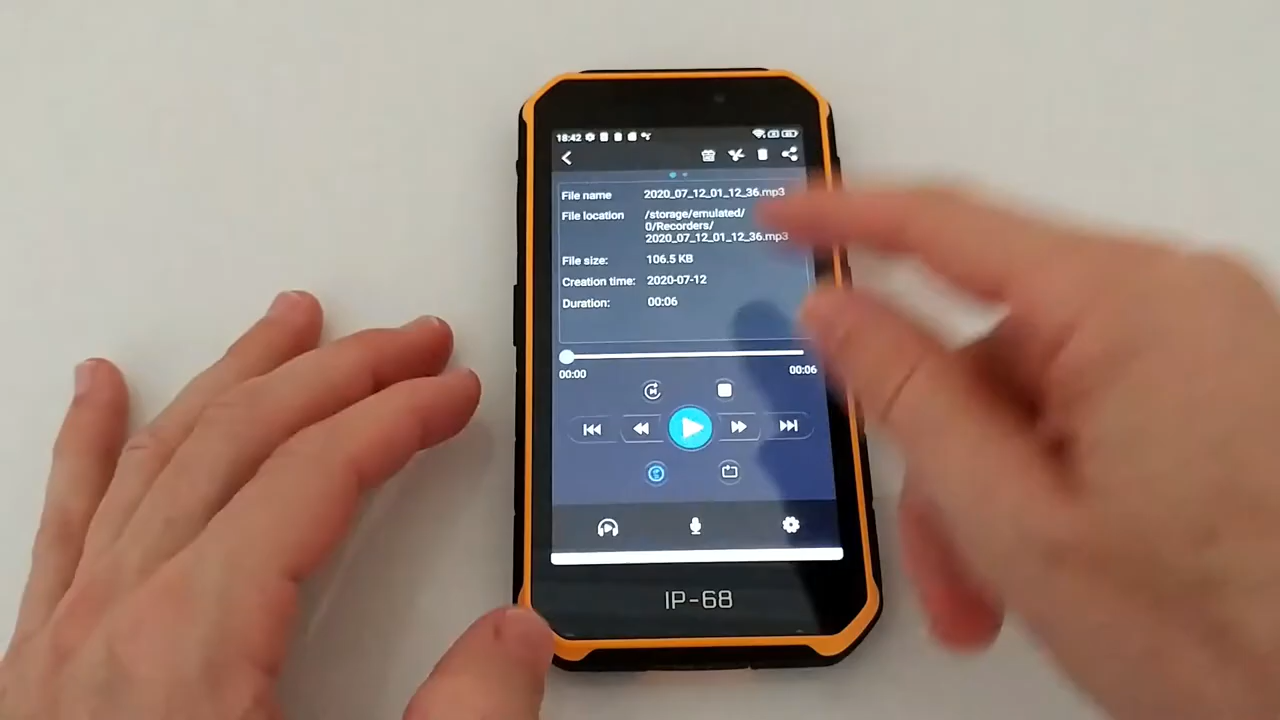 18:42
File name 2020_07_12_01_12_36.mp3
File location /storage/emulated/
0/Recorders/
2020_07_12_01_12_36.mp3
File size: 106.5 KB
Creation time: 2020-07-12
Duration: 00:06
00:00 00:06
IP-68